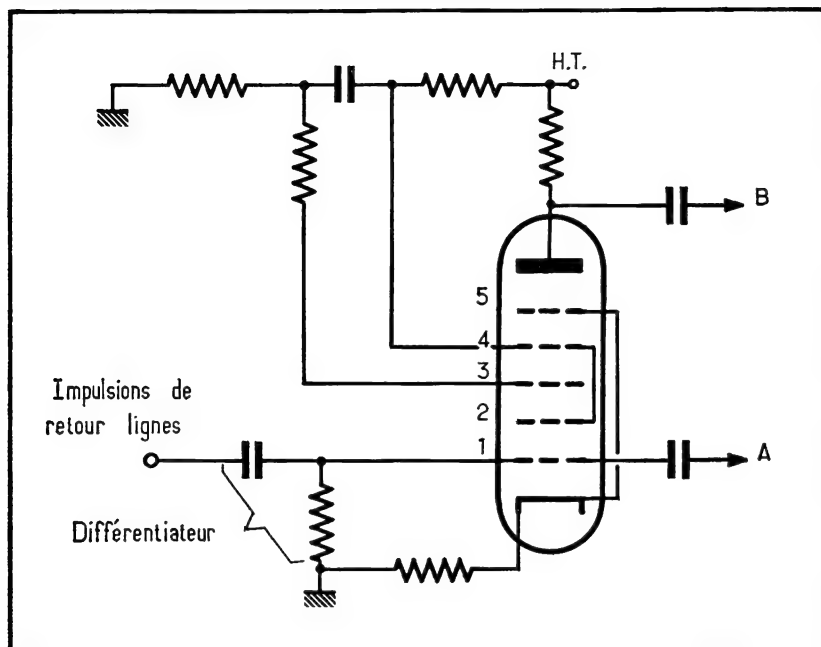 H.T.
B
5
4
3
2
1
A
Impulsions de
retour lignes
Différentiateur